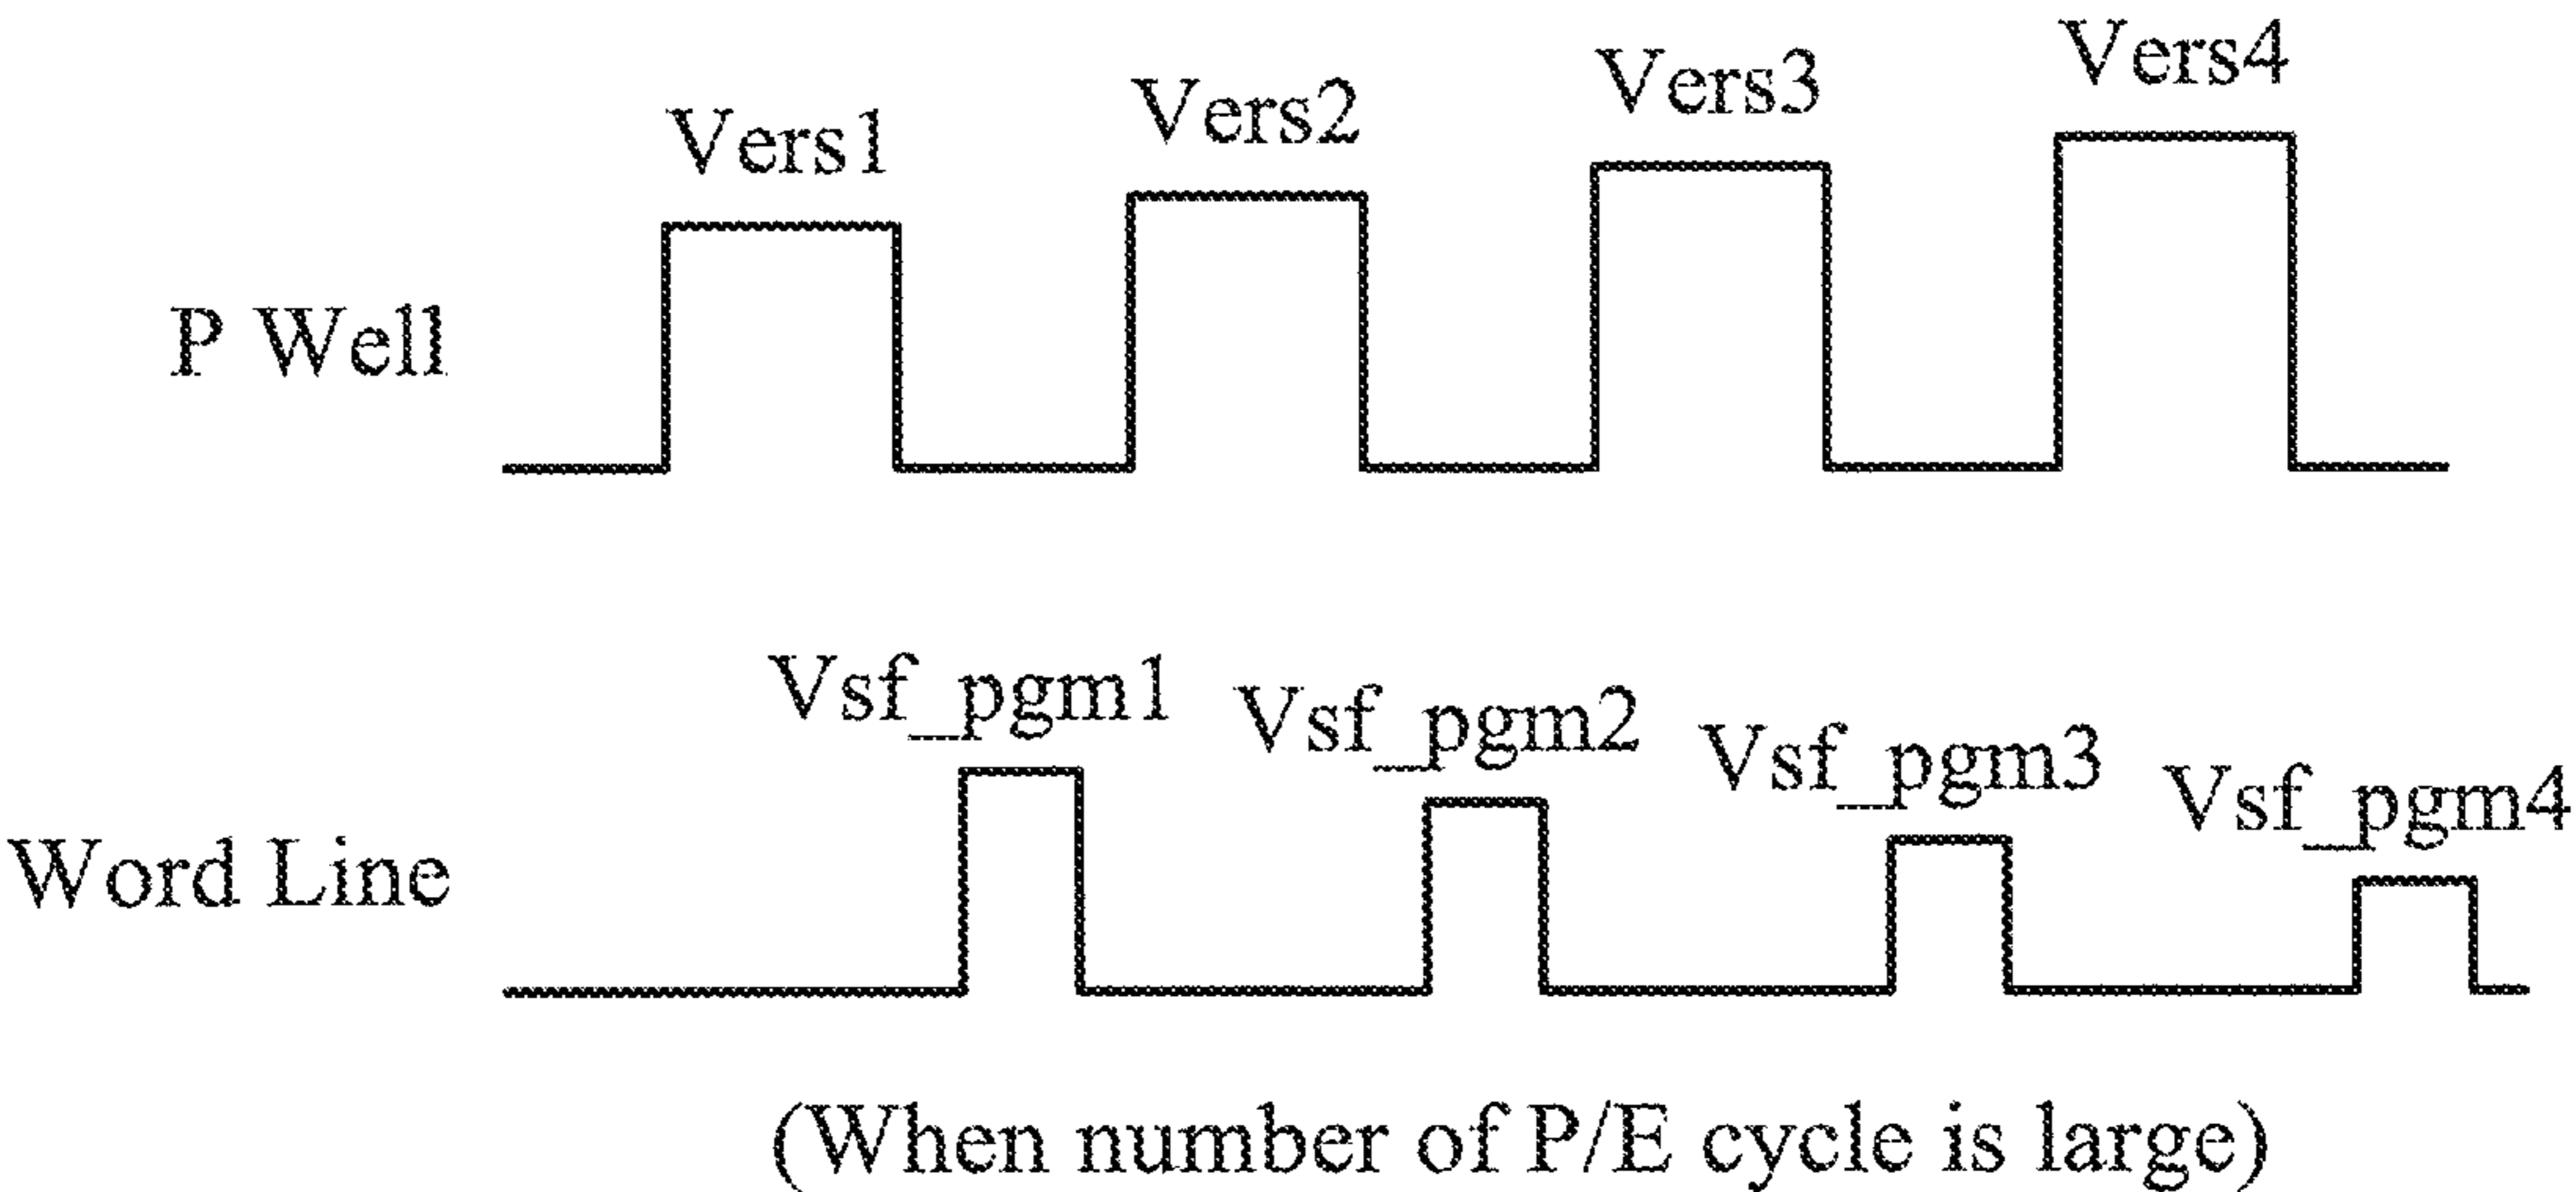 Vers1 Vers2 Vers3 Vers4
P Well
Vsf_pgm1 Vsf_pgm2 Vsf_pgm3 Vsf_pgm4
Word Line
(When number of P/E cycle is large)